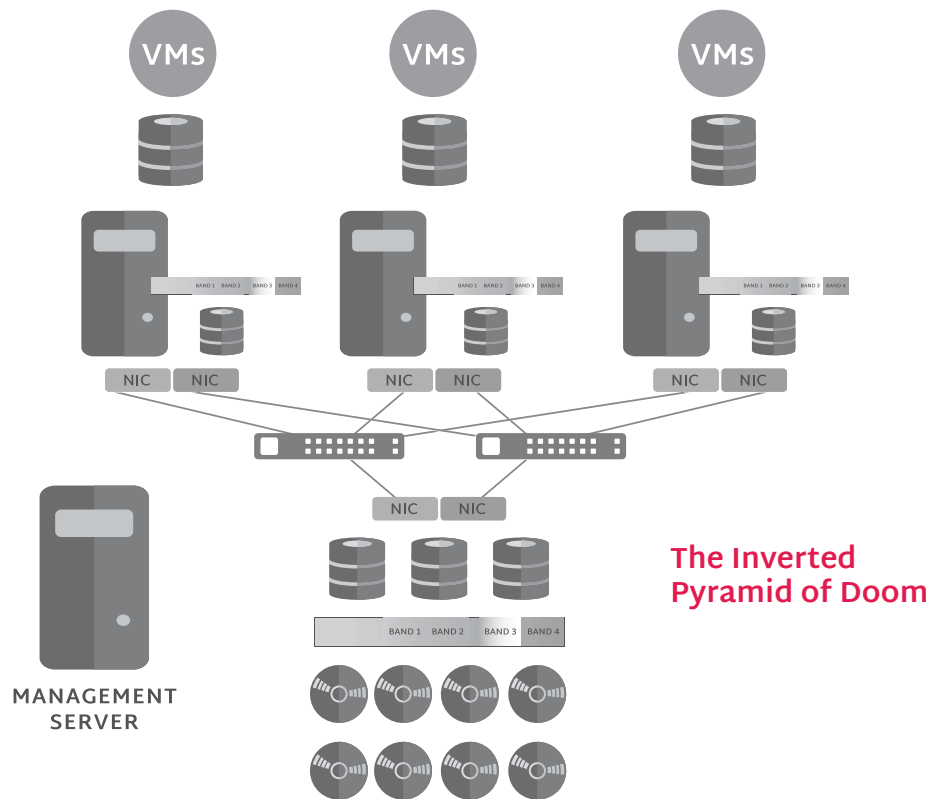 VMs VMs VMs
BAND 1 BAND 2 BAND 3 BAND 4 BAND 1 BAND 2 BAND 3 BAND 4 BAND 1 BAND 2 BAND 3 BAND 4
NIC NIC NIC NIC NIC NIC
NIC NIC
The Inverted
Pyramid of Doom
BAND 1 BAND 2 BAND 3 BAND 4
MANAGEMENT
SERVER